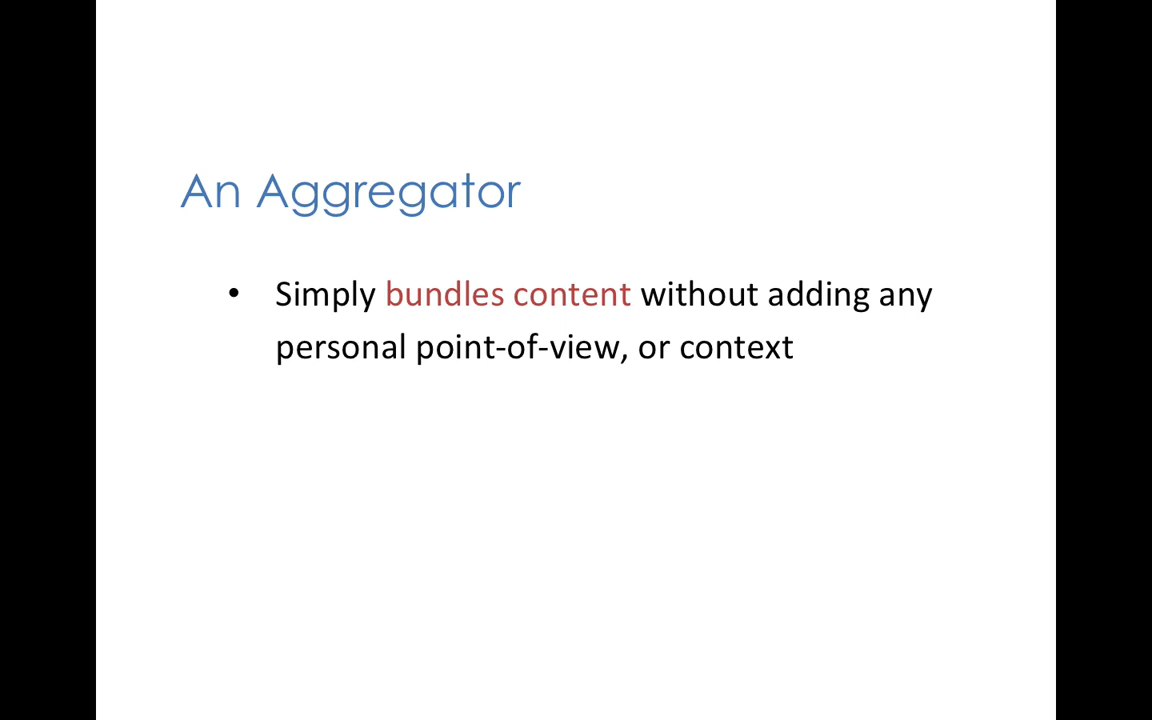 An Aggregator
• Simply bundles content without adding any
personal point-of-view, or context